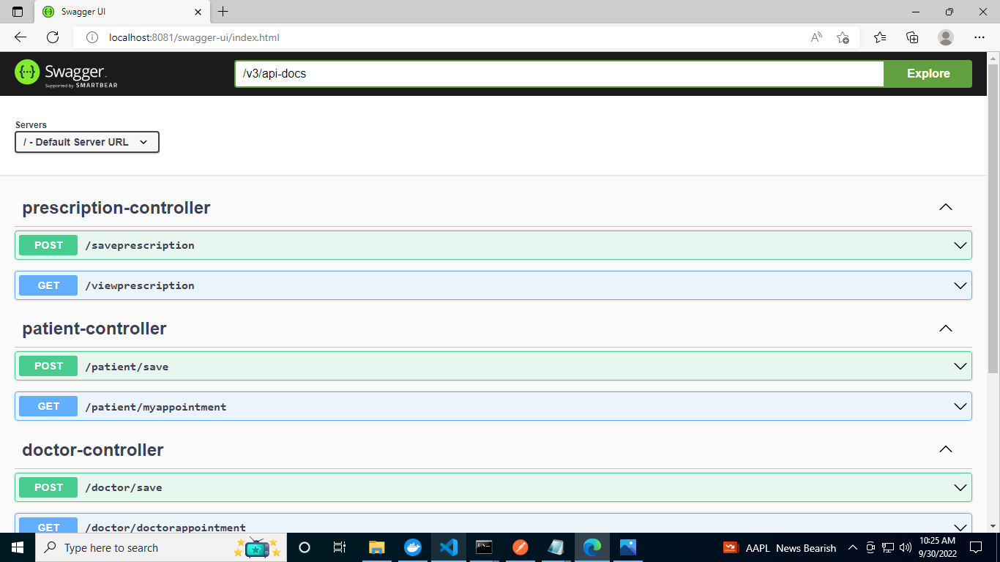 Swagger UI
localhost:8081/swagger-ui/index.html
Swagger
Supported by SMARTBEAR
/v3/api-docs
Explore
Servers
/ - Default Server URL
prescription-controller
POST /saveprescription
GET /viewprescription
patient-controller
POST /patient/save
GET /patient/myappointment
doctor-controller
POST /doctor/save
GET /doctor/doctorappointment
Type here to search
AAPL News Bearish
10:25 AM
9/30/2022